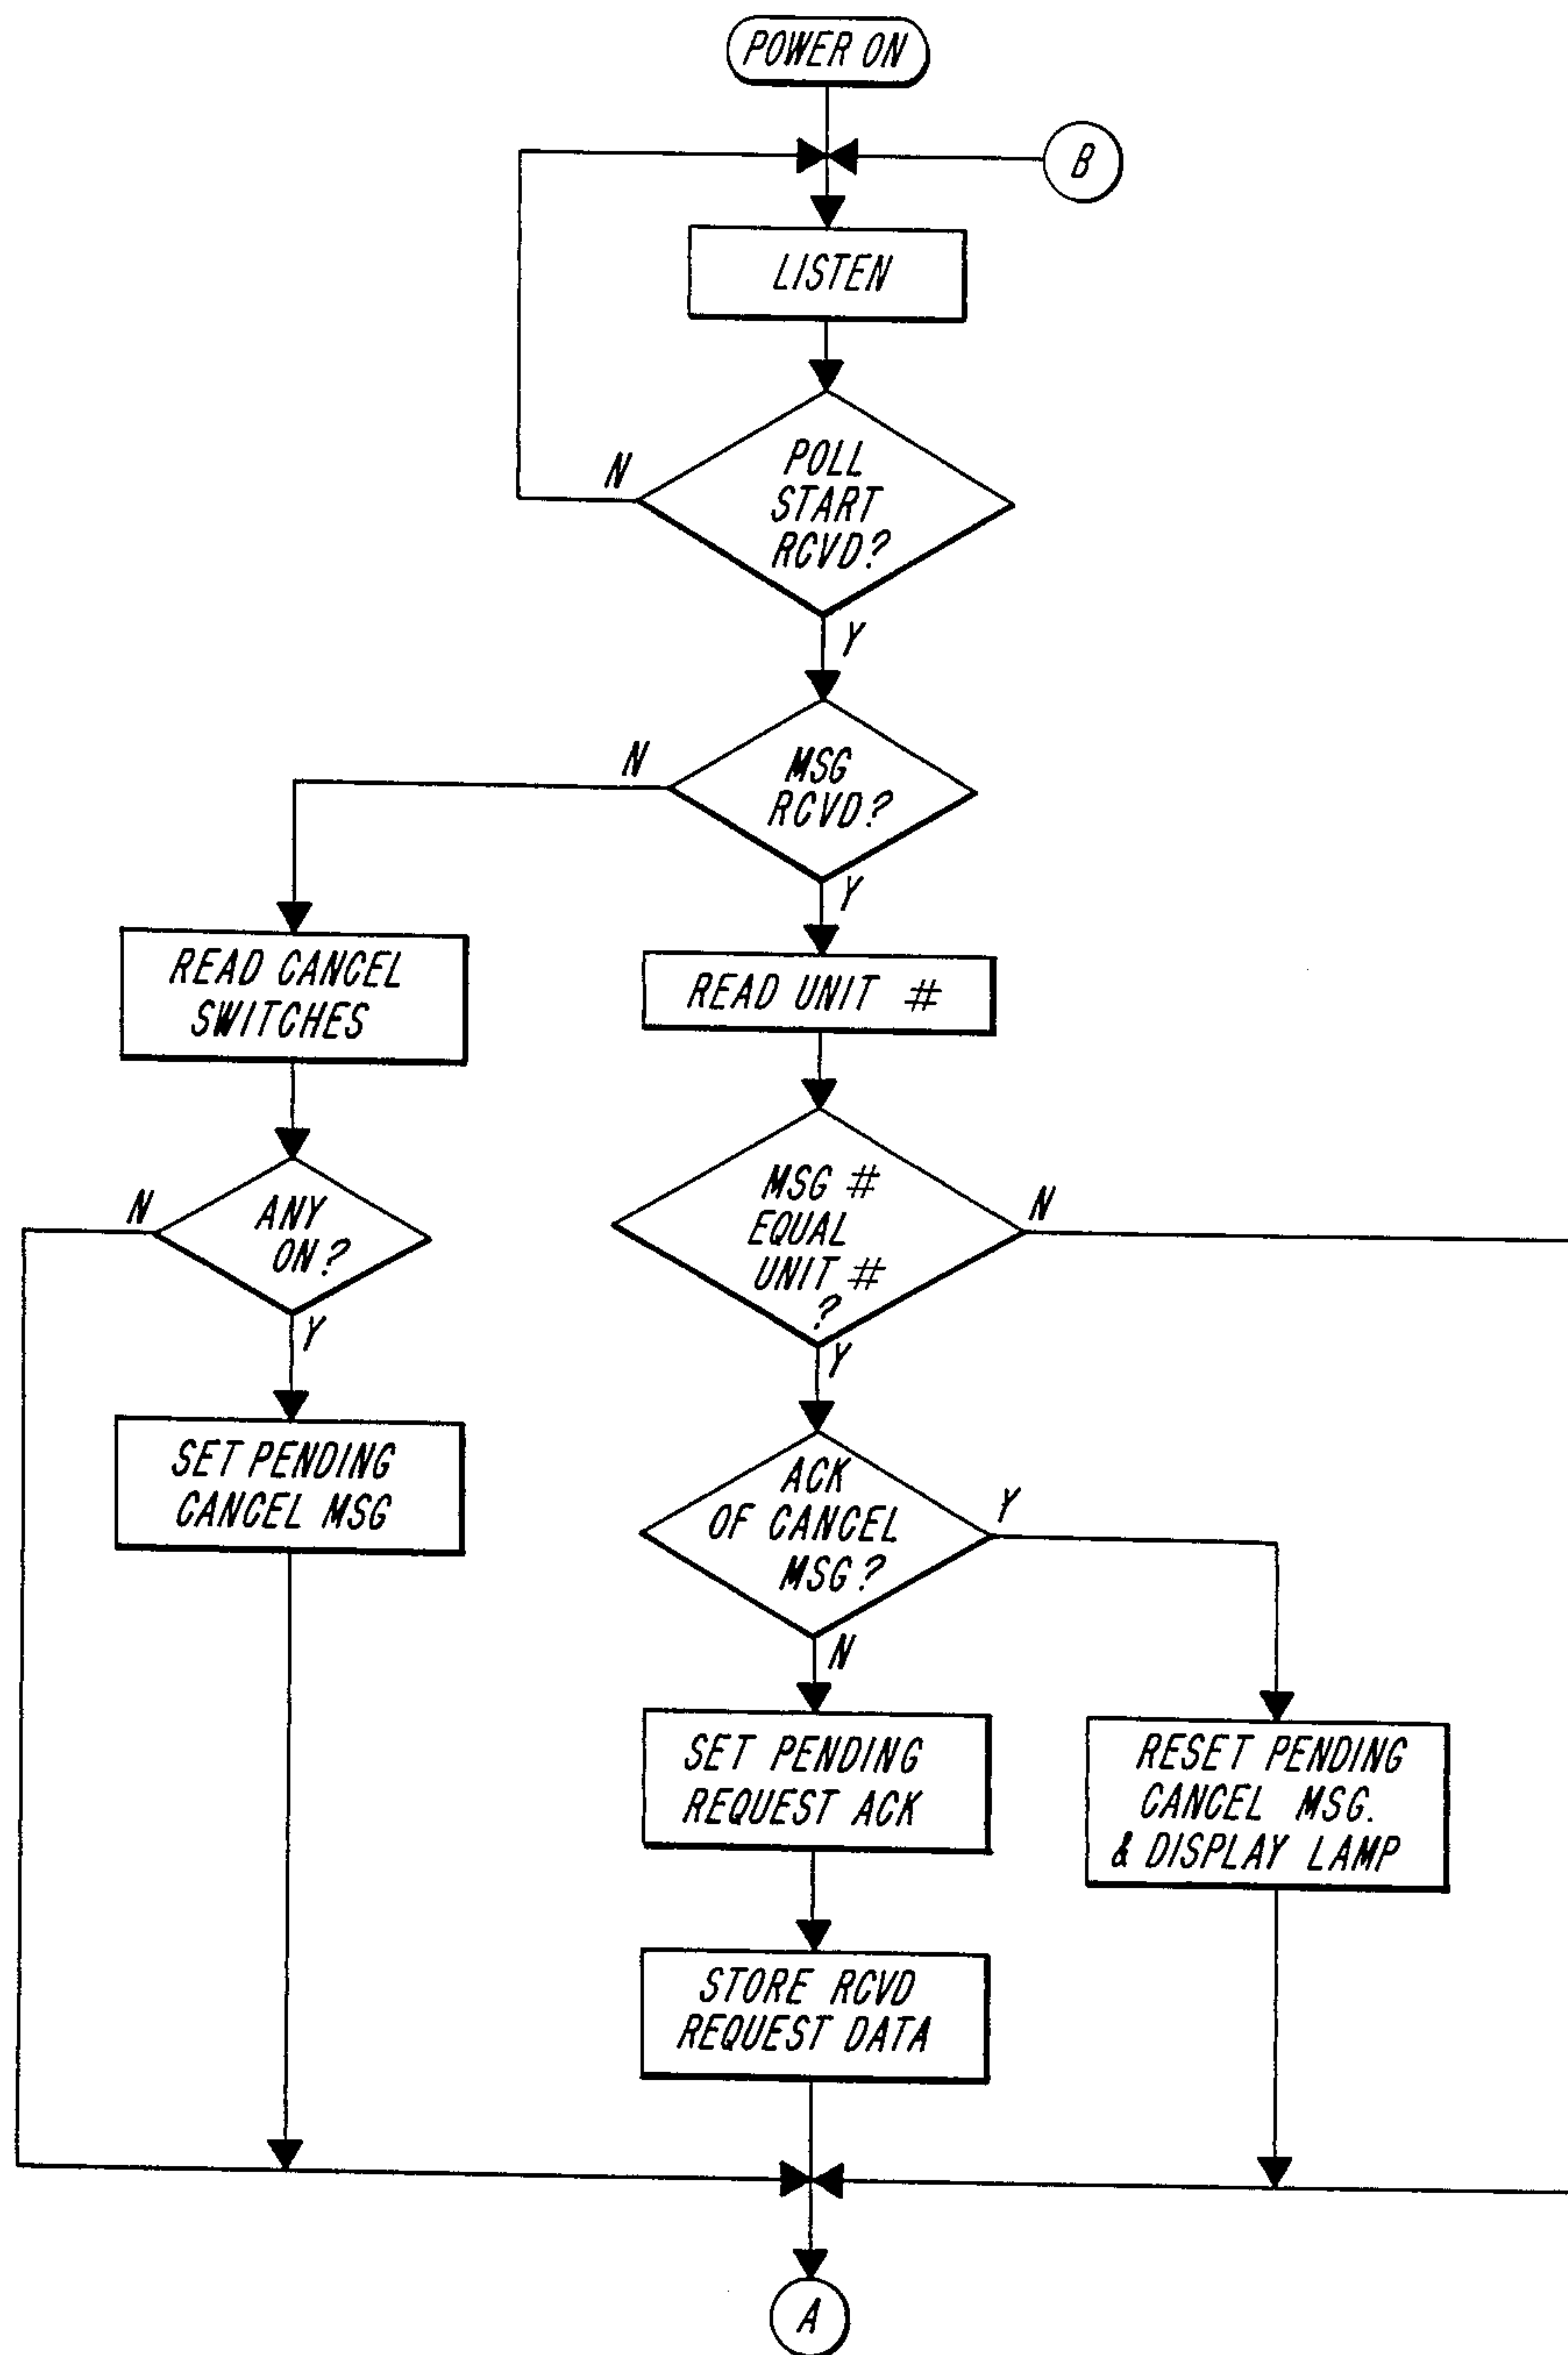 POWER ON
B
LISTEN
N
POLL
START
RCVD?
Y
N
MSG
RCVD?
Y
READ CANCEL
SWITCHES
READ UNIT #
N
ANY
ON?
Y
MSG #
EQUAL
UNIT #
?
N
Y
SET PENDING
CANCEL MSG
ACK
OF CANCEL
MSG?
Y
N
SET PENDING
REQUEST ACK
RESET PENDING
CANCEL MSG.
& DISPLAY LAMP
STORE RCVD
REQUEST DATA
A